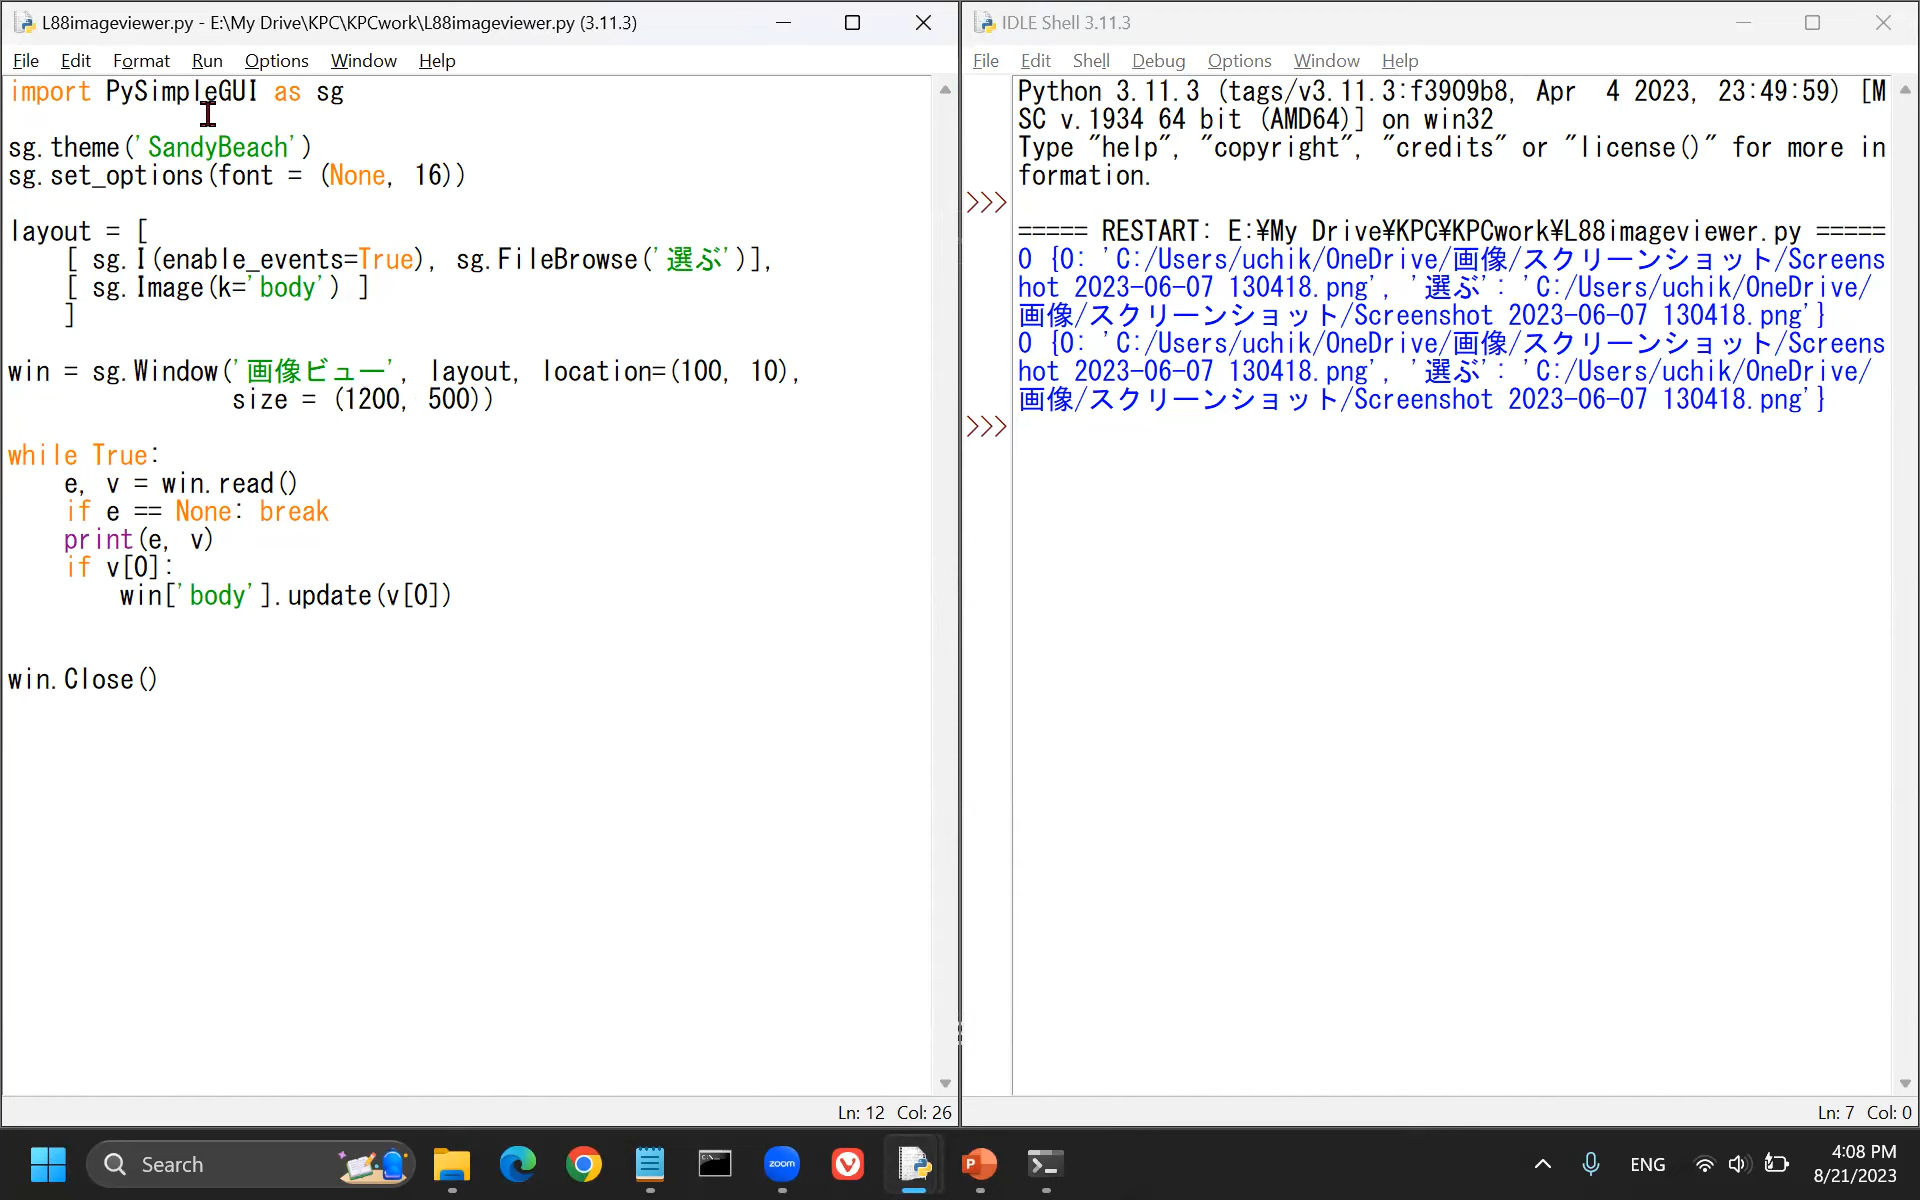 L88imageviewer.py - E:\My Drive\KPC\KPCwork\L88imageviewer.py (3.11.3)
File Edit Format Run Options Window Help
import PySimpleGUI as sg
sg.theme('SandyBeach')
sg.set_options(font = (None, 16))
layout = [
[ sg.I(enable_events=True), sg.FileBrowse('選ぶ')],
[ sg.Image(k='body') ]
]
win = sg.Window('画像ビュー', layout, location=(100, 10),
size = (1200, 500))
while True:
e, v = win.read()
if e == None: break
print(e, v)
if v[0]:
win['body'].update(v[0])
win.Close()
Ln: 12 Col: 26
IDLE Shell 3.11.3
File Edit Shell Debug Options Window Help
Python 3.11.3 (tags/v3.11.3:f3909b8, Apr  4 2023, 23:49:59) [M
SC v.1934 64 bit (AMD64)] on win32
Type "help", "copyright", "credits" or "license()" for more in
formation.
>>>
===== RESTART: E:¥My Drive¥KPC¥KPCwork¥L88imageviewer.py =====
0 {0: 'C:/Users/uchik/OneDrive/画像/スクリーンショット/Screens
hot 2023-06-07 130418.png', '選ぶ': 'C:/Users/uchik/OneDrive/
画像/スクリーンショット/Screenshot 2023-06-07 130418.png'}
0 {0: 'C:/Users/uchik/OneDrive/画像/スクリーンショット/Screens
hot 2023-06-07 130418.png', '選ぶ': 'C:/Users/uchik/OneDrive/
画像/スクリーンショット/Screenshot 2023-06-07 130418.png'}
>>>
Ln: 7 Col: 0
Search
zoom
ENG
4:08 PM
8/21/2023